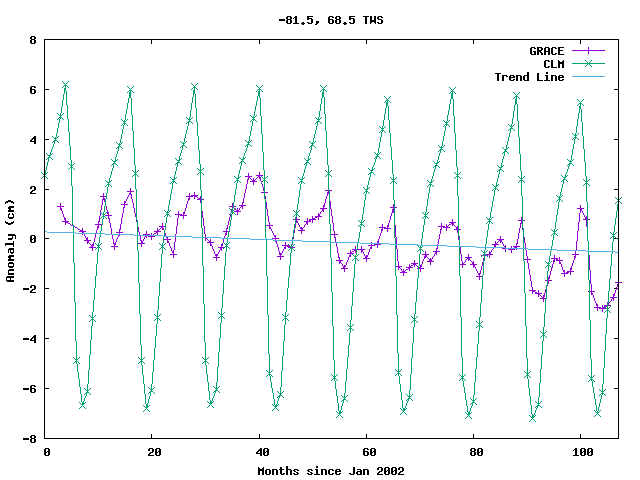 -81.5, 68.5 TWS
GRACE
CLM
Trend Line
8
6
4
2
0
-2
-4
-6
-8
Anomaly (cm)
0 20 40 60 80 100
Months since Jan 2002